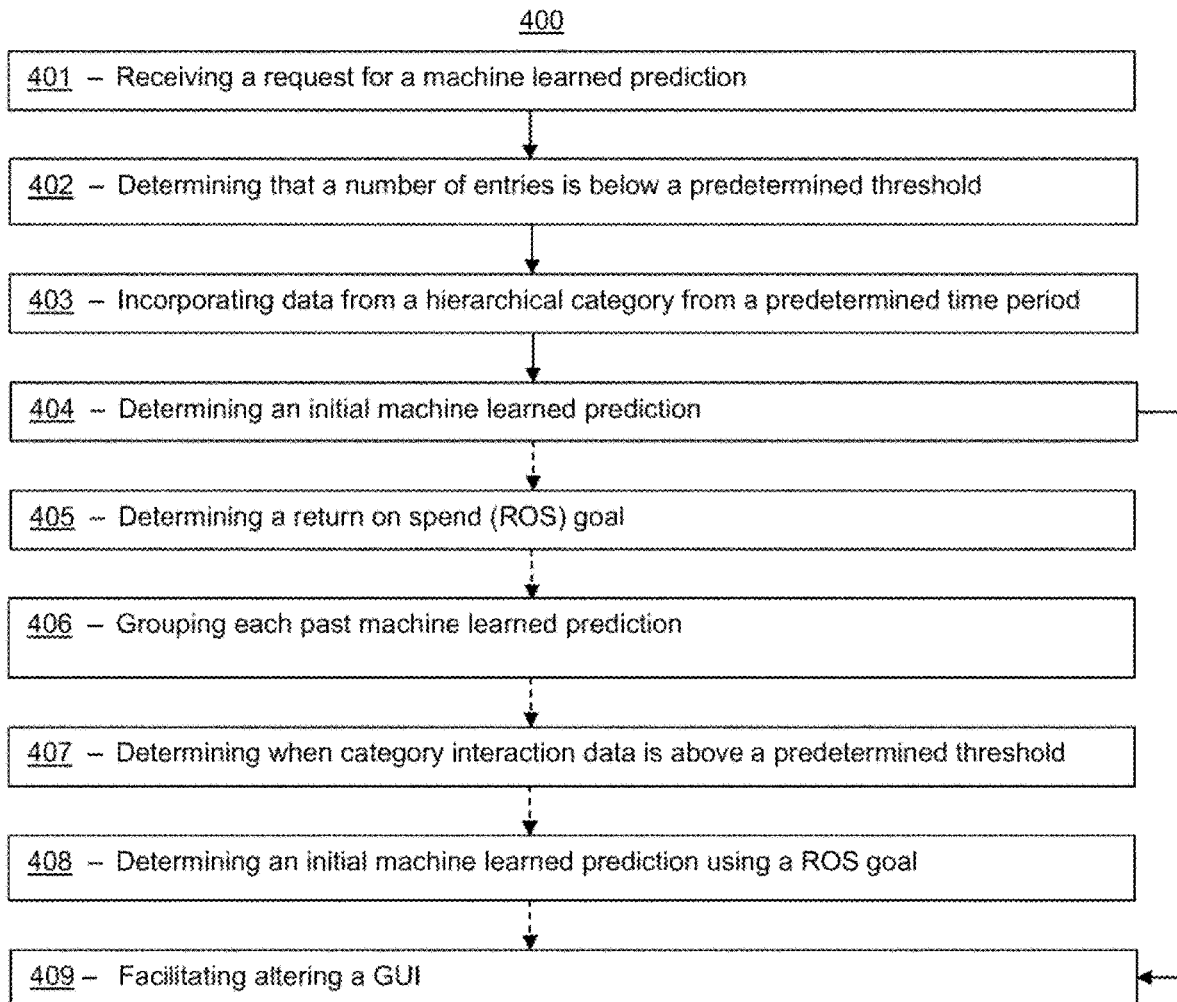 400
401 – Receiving a request for a machine learned prediction
402 – Determining that a number of entries is below a predetermined threshold
403 – Incorporating data from a hierarchical category from a predetermined time period
404 – Determining an initial machine learned prediction
405 – Determining a return on spend (ROS) goal
406 – Grouping each past machine learned prediction
407 – Determining when category interaction data is above a predetermined threshold
408 – Determining an initial machine learned prediction using a ROS goal
409 – Facilitating altering a GUI